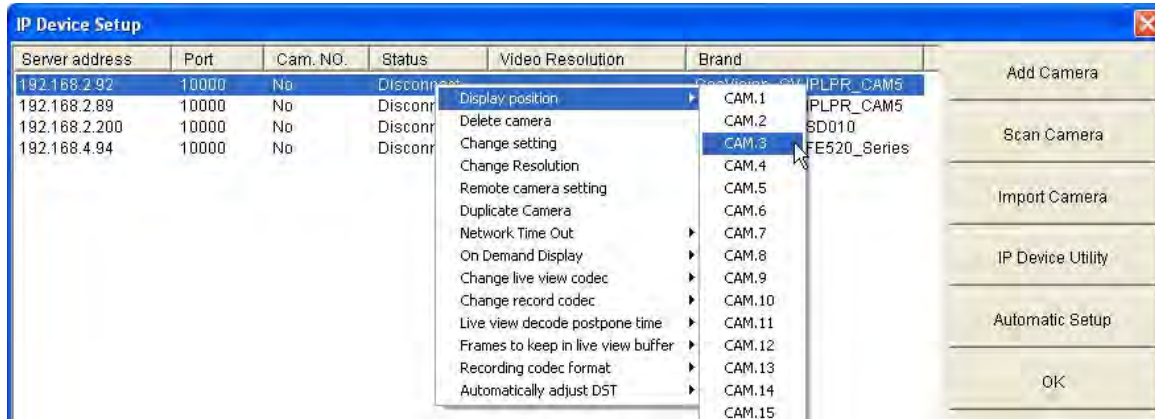 IP Device Setup
Server address Port Cam. NO. Status Video Resolution Brand
192.168.2.92 10000 No Disconnect GeoVision_GV IPLPR_CAM5
192.168.2.89 10000 No Disconr IPLPR_CAM5
192.168.2.200 10000 No Disconr SD010
192.168.4.94 10000 No Disconr FE520_Series
Display position
Delete camera
Change setting
Change Resolution
Remote camera setting
Duplicate Camera
Network Time Out
On Demand Display
Change live view codec
Change record codec
Live view decode postpone time
Frames to keep in live view buffer
Recording codec format
Automatically adjust DST
CAM.1
CAM.2
CAM.3
CAM.4
CAM.5
CAM.6
CAM.7
CAM.8
CAM.9
CAM.10
CAM.11
CAM.12
CAM.13
CAM.14
CAM.15
Add Camera
Scan Camera
Import Camera
IP Device Utility
Automatic Setup
OK